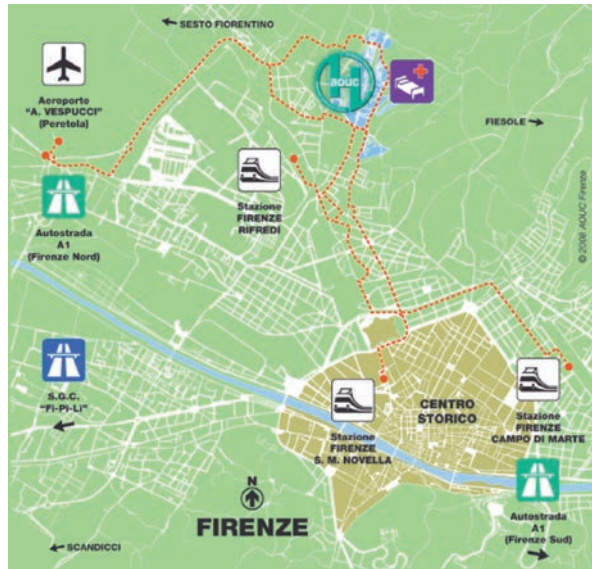 SESTO FIORENTINO
aouc
Aeroporto
"A. VESPUCCI"
(Peretola)
FIESOLE
Stazione
FIRENZE
RIFREDI
Autostrada
A1
(Firenze Nord)
© 2008 AOUC Firenze
S.G.C.
"Fi-Pi-Li"
CENTRO
STORICO
Stazione
FIRENZE
S. M. NOVELLA
Stazione
FIRENZE
CAMPO DI MARTE
N
FIRENZE
Autostrada
A1
(Firenze Sud)
SCANDICCI